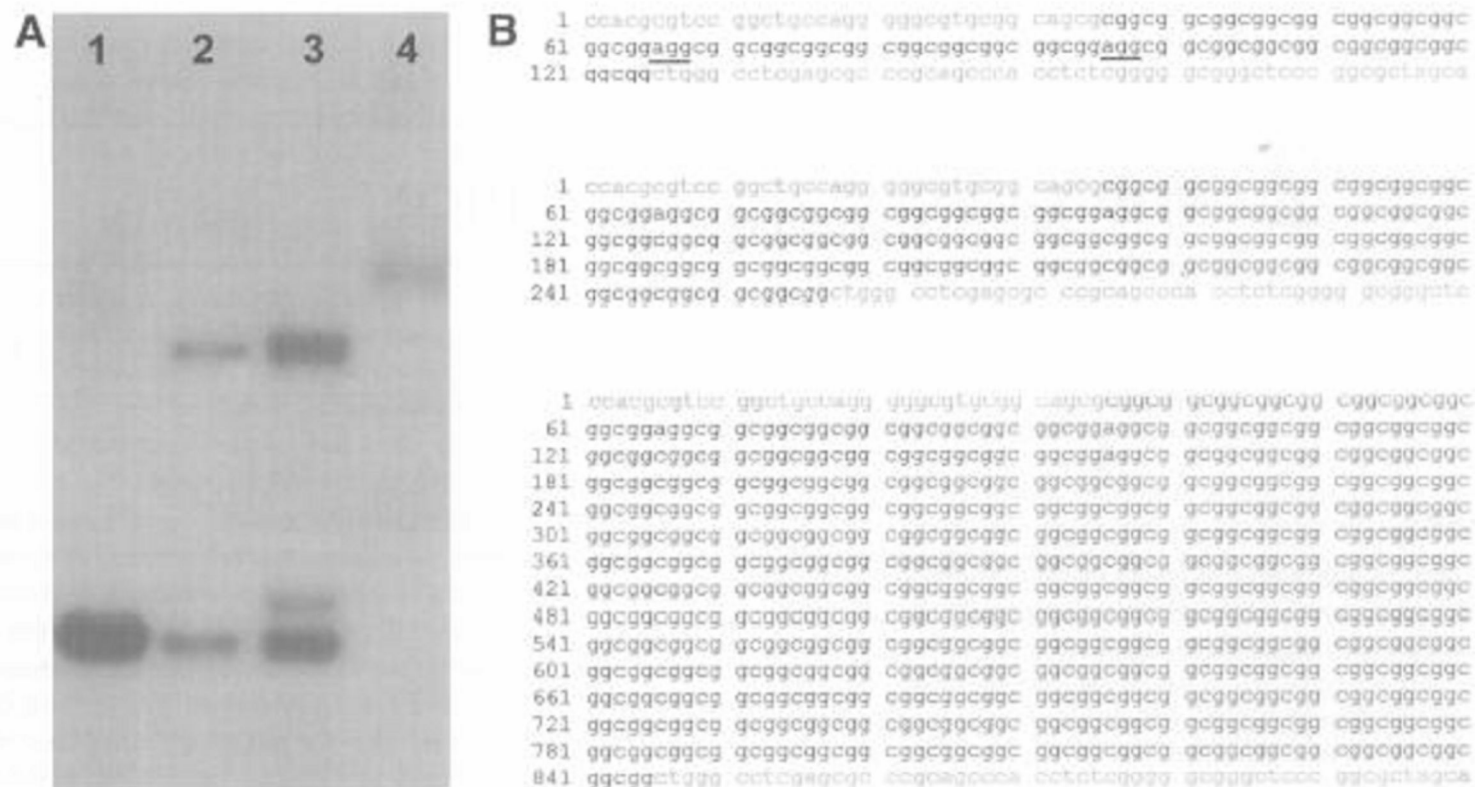 A
1 2 3 4
B
1 ccacgcgtcc ggctgccagg gggcgtgcgg cagcgcggcg gcggcggcgg cggcggcggc
61 ggcggaggcg gcggcggcgg cggcggcggc ggcggaggcg gcggcggcgg cggcggcggc
121 ggcggctggg cctcgagcgc ccgcagccca cctctcgggg gcgggctccc ggcgctagca
1 ccacgcgtcc ggctgccagg gggcgtgcgg cagcgcggcg gcggcggcgg cggcggcggc
61 ggcggaggcg gcggcggcgg cggcggcggc ggcggaggcg gcggcggcgg cggcggcggc
121 ggcggcggcg gcggcggcgg cggcggcggc ggcggcggcg gcggcggcgg cggcggcggc
181 ggcggcggcg gcggcggcgg cggcggcggc ggcggcggcg gcggcggcgg cggcggcggc
241 ggcggcggcg gcggcggctggg cctcgagcgc ccgcagccca cctctcgggg gcgggctc
1 ccacgcgtcc ggctgccagg gggcgtgcgg cagcgcggcg gcggcggcgg cggcggcggc
61 ggcggaggcg gcggcggcgg cggcggcggc ggcggaggcg gcggcggcgg cggcggcggc
121 ggcggcggcg gcggcggcgg cggcggcggc ggcggaggcg gcggcggcgg cggcggcggc
181 ggcggcggcg gcggcggcgg cggcggcggc ggcggcggcg gcggcggcgg cggcggcggc
241 ggcggcggcg gcggcggcgg cggcggcggc ggcggcggcg gcggcggcgg cggcggcggc
301 ggcggcggcg gcggcggcgg cggcggcggc ggcggcggcg gcggcggcgg cggcggcggc
361 ggcggcggcg gcggcggcgg cggcggcggc ggcggcggcg gcggcggcgg cggcggcggc
421 ggcggcggcg gcggcggcgg cggcggcggc ggcggcggcg gcggcggcgg cggcggcggc
481 ggcggcggcg gcggcggcgg cggcggcggc ggcggcggcg gcggcggcgg cggcggcggc
541 ggcggcggcg gcggcggcgg cggcggcggc ggcggcggcg gcggcggcgg cggcggcggc
601 ggcggcggcg gcggcggcgg cggcggcggc ggcggcggcg gcggcggcgg cggcggcggc
661 ggcggcggcg gcggcggcgg cggcggcggc ggcggcggcg gcggcggcgg cggcggcggc
721 ggcggcggcg gcggcggcgg cggcggcggc ggcggcggcg gcggcggcgg cggcggcggc
781 ggcggcggcg gcggcggcgg cggcggcggc ggcggcggcg gcggcggcgg cggcggcggc
841 ggcggctggg cctcgagcgc ccgcagccca cctctcgggg gcgggctccc ggcgctagca